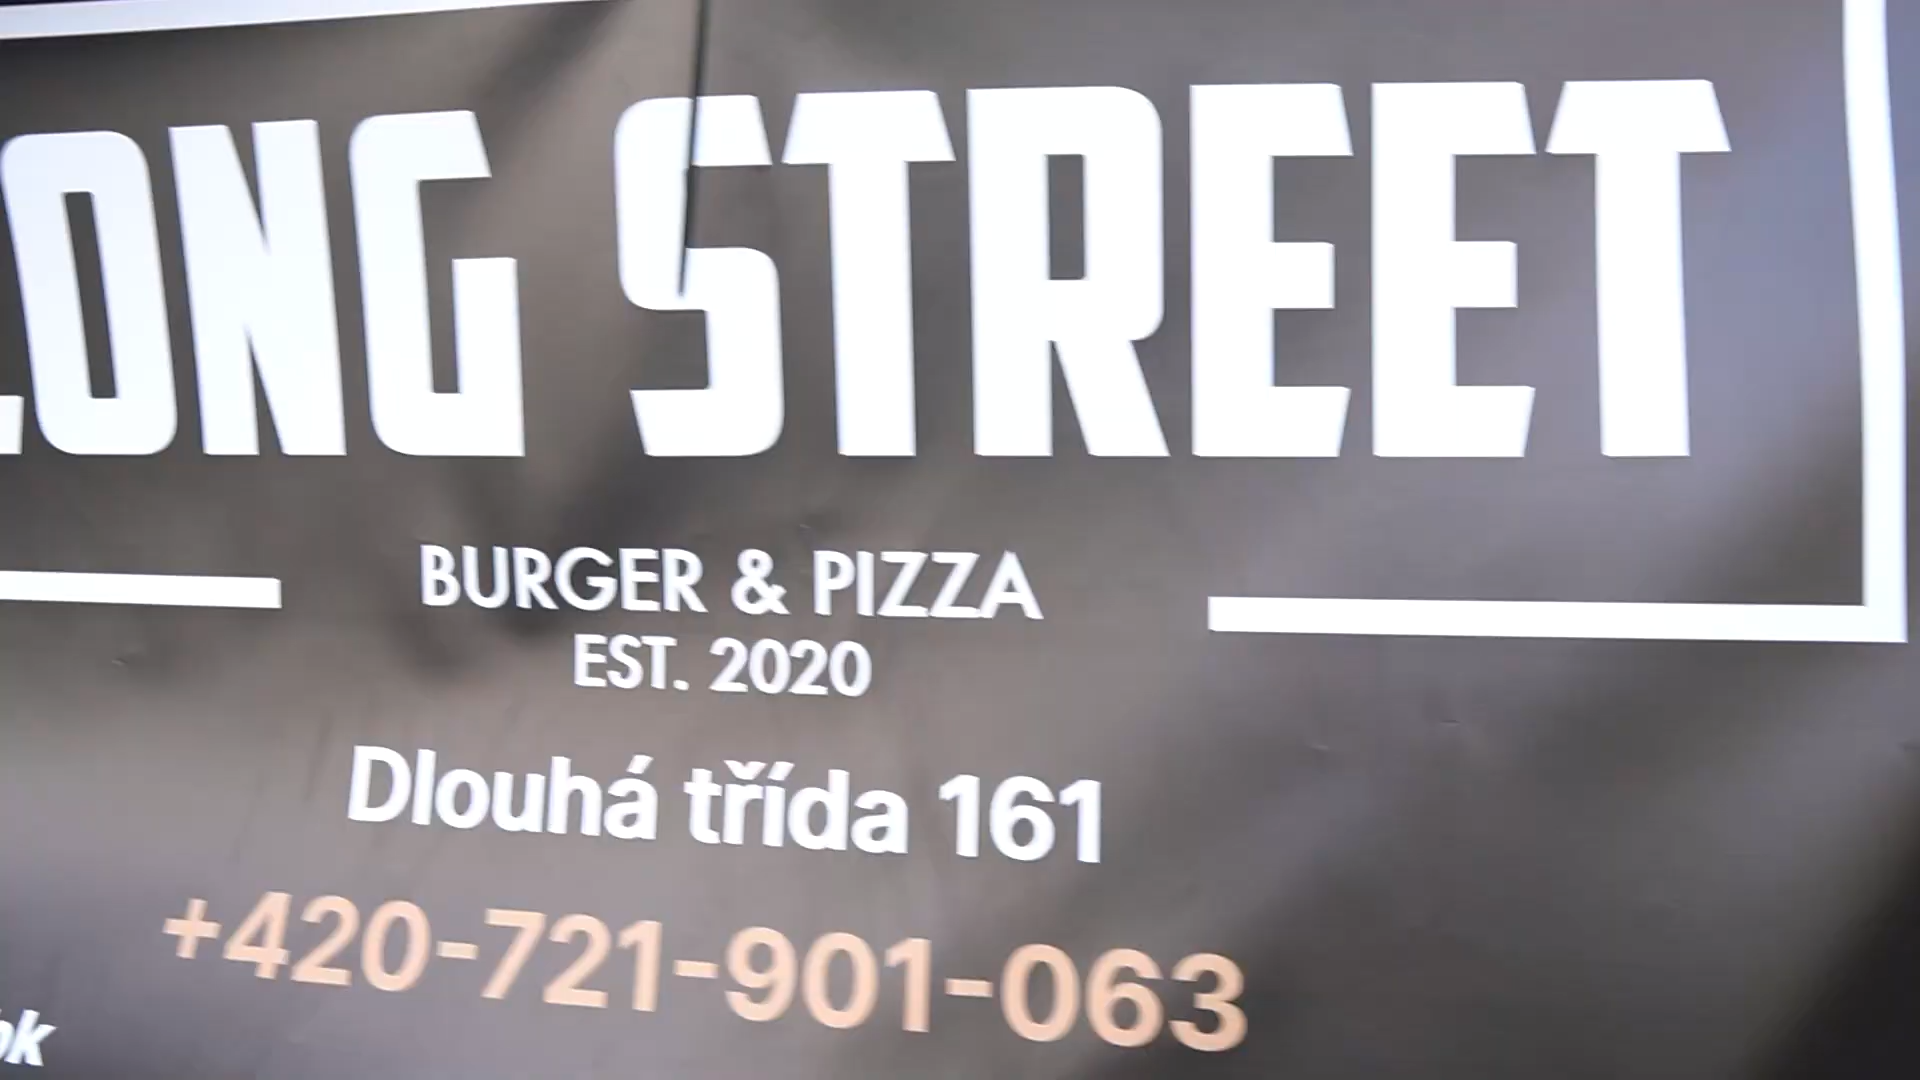 LONG STREET
BURGER & PIZZA
EST. 2020
Dlouhá třída 161
+420-721-901-063